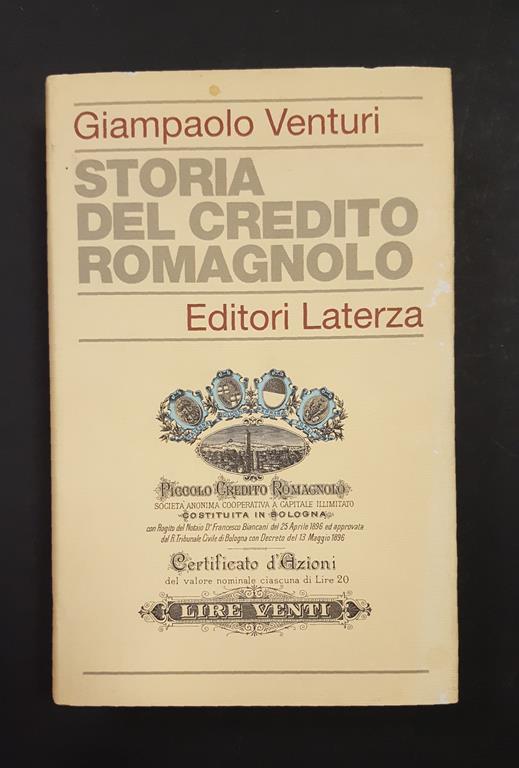 Giampaolo Venturi
STORIA
DEL CREDITO
ROMAGNOLO
Editori Laterza
PICCOLO CREDITO ROMAGNOLO
SOCIETÀ ANONIMA COOPERATIVA A CAPITALE ILLIMITATO
COSTITUITA IN BOLOGNA
con Rogito del Notaio Dr. Francesco Biancani del 25 Aprile 1896 ed approvata
dal R. Tribunale Civile di Bologna con Decreto del 13 Maggio 1896
Certificato d'Azioni
del valore nominale ciascuna di Lire 20
LIRE VENTI